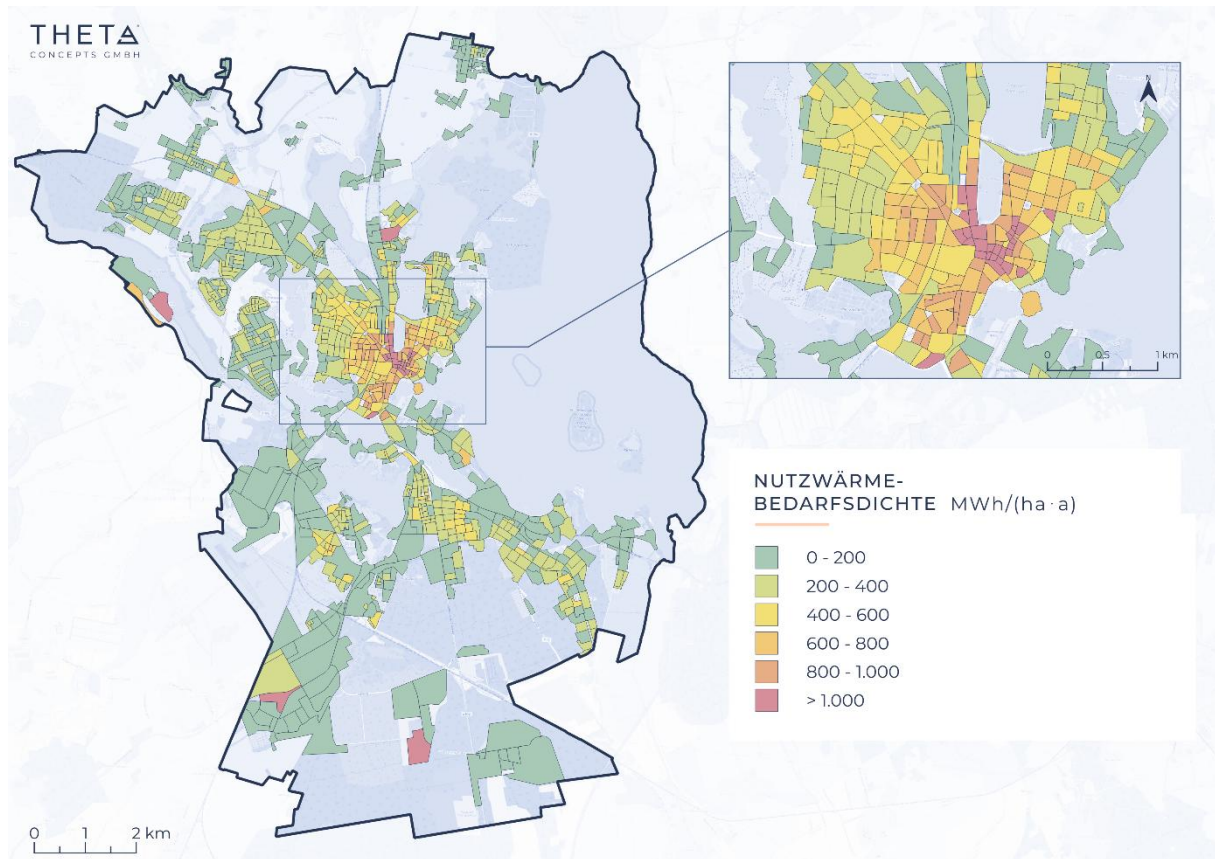 THETA
CONCEPTS GMBH
N
0 0,5 1 km
NUTZWÄRME-
BEDARFSDICHTE MWh/(ha·a)
0 - 200
200 - 400
400 - 600
600 - 800
800 - 1.000
> 1.000
0 1 2 km